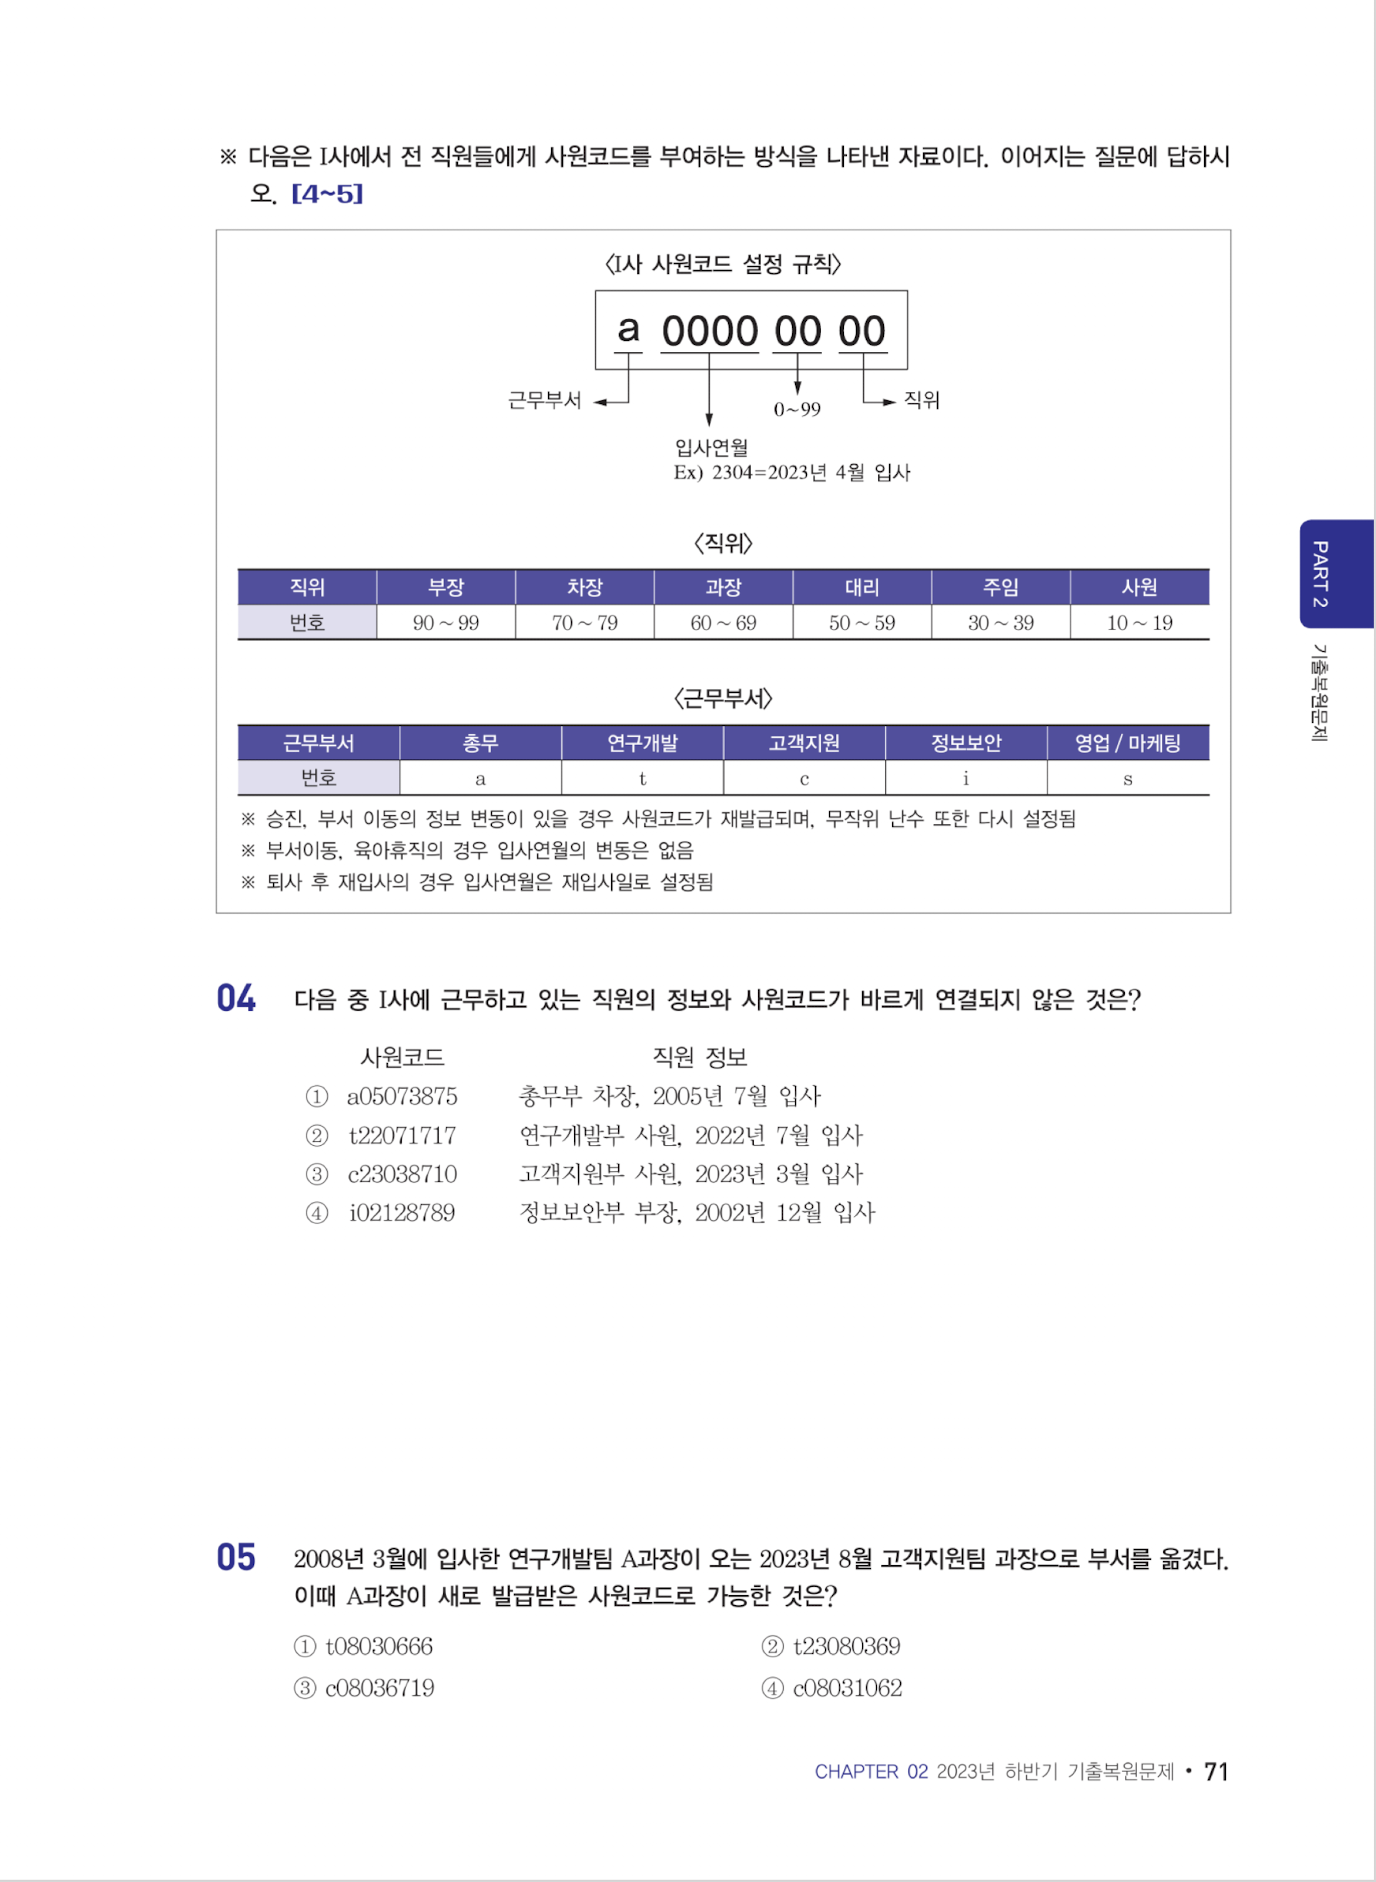 ※ 다음은 I사에서 전 직원들에게 사원코드를 부여하는 방식을 나타낸 자료이다. 이어지는 질문에 답하시
오. [4~5]
〈I사 사원코드 설정 규칙〉
a 0000 00 00
근무부서
0~99
직위
입사연월
Ex) 2304=2023년 4월 입사
〈직위〉
직위 부장 차장 과장 대리 주임 사원
번호 90 ~ 99 70 ~ 79 60 ~ 69 50 ~ 59 30 ~ 39 10 ~ 19
〈근무부서〉
근무부서 총무 연구개발 고객지원 정보보안 영업 / 마케팅
번호 a t c i s
※ 승진, 부서 이동의 정보 변동이 있을 경우 사원코드가 재발급되며, 무작위 난수 또한 다시 설정됨
※ 부서이동, 육아휴직의 경우 입사연월의 변동은 없음
※ 퇴사 후 재입사의 경우 입사연월은 재입사일로 설정됨
PART 2
기출복원문제
04 다음 중 I사에 근무하고 있는 직원의 정보와 사원코드가 바르게 연결되지 않은 것은?
사원코드 직원 정보
① a05073875 총무부 차장, 2005년 7월 입사
② t22071717 연구개발부 사원, 2022년 7월 입사
③ c23038710 고객지원부 사원, 2023년 3월 입사
④ i02128789 정보보안부 부장, 2002년 12월 입사
05 2008년 3월에 입사한 연구개발팀 A과장이 오는 2023년 8월 고객지원팀 과장으로 부서를 옮겼다.
이때 A과장이 새로 발급받은 사원코드로 가능한 것은?
① t08030666 ② t23080369
③ c08036719 ④ c08031062
CHAPTER 02 2023년 하반기 기출복원문제 • 71